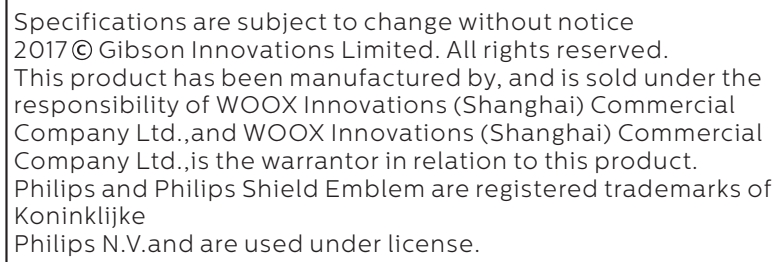 Specifications are subject to change without notice
2017 © Gibson Innovations Limited. All rights reserved.
This product has been manufactured by, and is sold under the
responsibility of WOOX Innovations (Shanghai) Commercial
Company Ltd.,and WOOX Innovations (Shanghai) Commercial
Company Ltd.,is the warrantor in relation to this product.
Philips and Philips Shield Emblem are registered trademarks of
Koninklijke
Philips N.V.and are used under license.